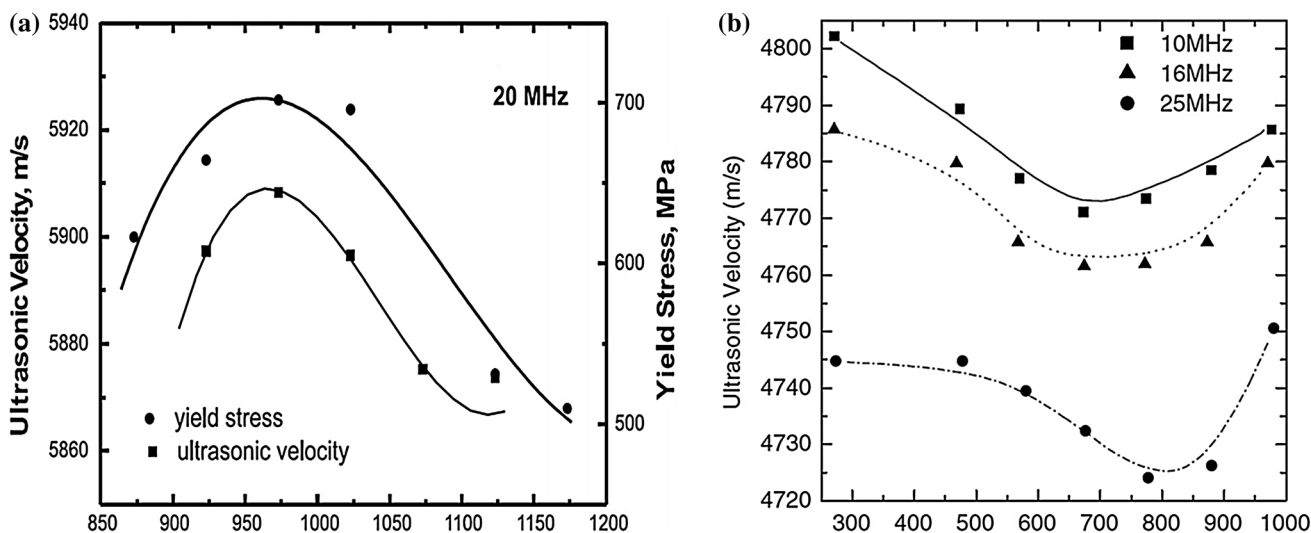 (a)
5940
5920
5900
5880
5860
Ultrasonic Velocity, m/s
20 MHz
yield stress
ultrasonic velocity
700
600
500
Yield Stress, MPa
850 900 950 1000 1050 1100 1150 1200
(b)
4800
4790
4780
4770
4760
4750
4740
4730
4720
Ultrasonic Velocity (m/s)
10MHz
16MHz
25MHz
300 400 500 600 700 800 900 1000